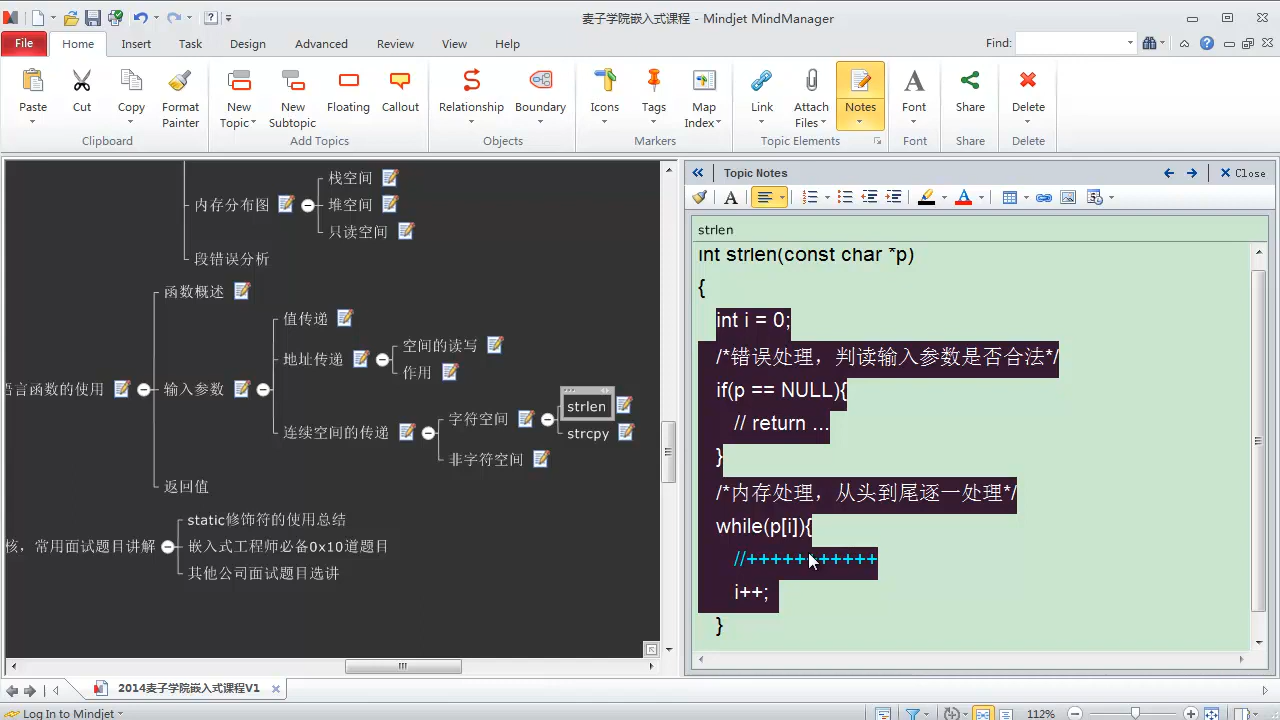 麦子学院嵌入式课程 - Mindjet MindManager
File Home Insert Task Design Advanced Review View Help Find:
Paste Cut Copy Format Painter New Topic New Subtopic Floating Callout Relationship Boundary Icons Tags Map Index Link Attach Files Notes Font Share Delete
Clipboard Add Topics Objects Markers Topic Elements Font Share Delete
栈空间
内存分布图
堆空间
只读空间
段错误分析
函数概述
值传递
空间的读写
地址传递
作用
语言函数的使用
输入参数
strlen
字符空间
连续空间的传递
strcpy
非字符空间
返回值
static修饰符的使用总结
核，常用面试题目讲解
嵌入式工程师必备0x10道题目
其他公司面试题目选讲
Topic Notes Close
strlen
int strlen(const char *p)
{
int i = 0;
/*错误处理，判读输入参数是否合法*/
if(p == NULL){
// return ...
}
/*内存处理，从头到尾逐一处理*/
while(p[i]){
//+++++++++++
i++;
}
2014麦子学院嵌入式课程V1
Log In to Mindjet 112%